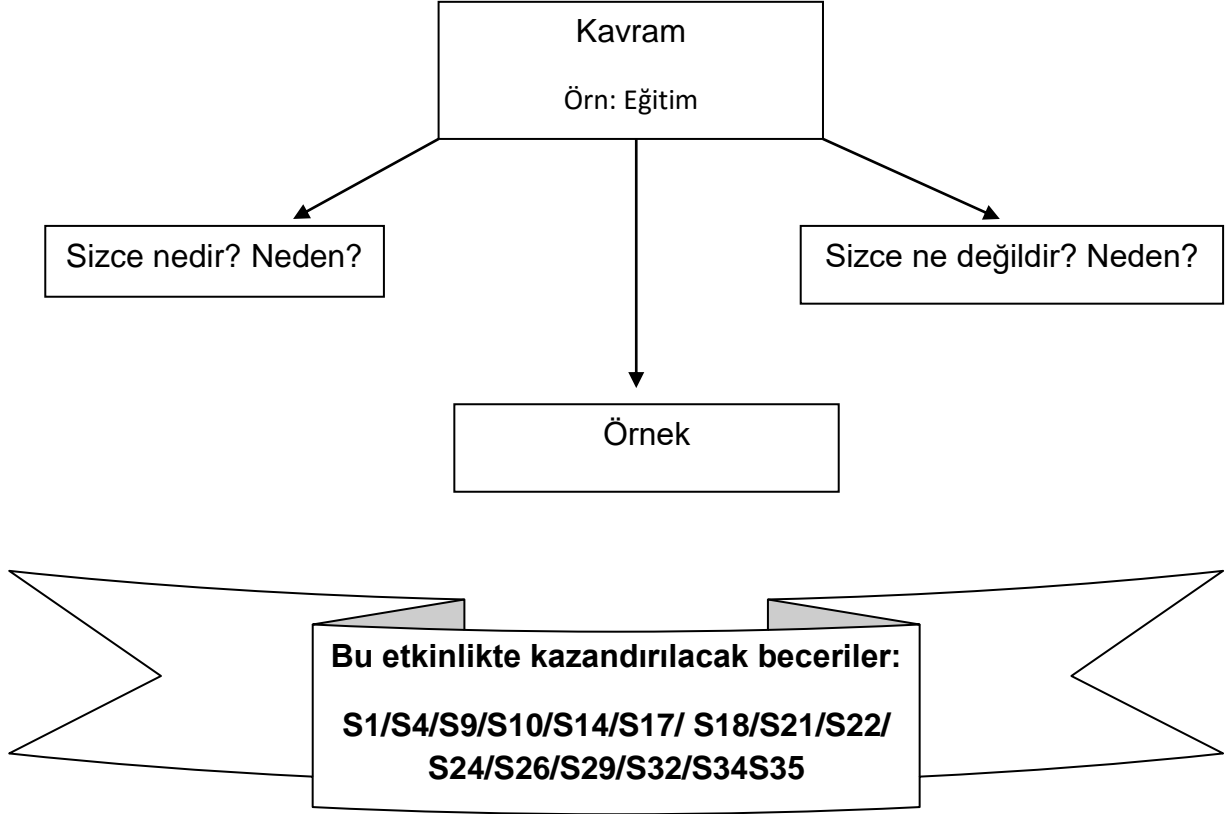 Kavram
Örn: Eğitim
Sizce nedir? Neden?
Sizce ne değildir? Neden?
Örnek
Bu etkinlikte kazandırılacak beceriler:
S1/S4/S9/S10/S14/S17/ S18/S21/S22/
S24/S26/S29/S32/S34S35